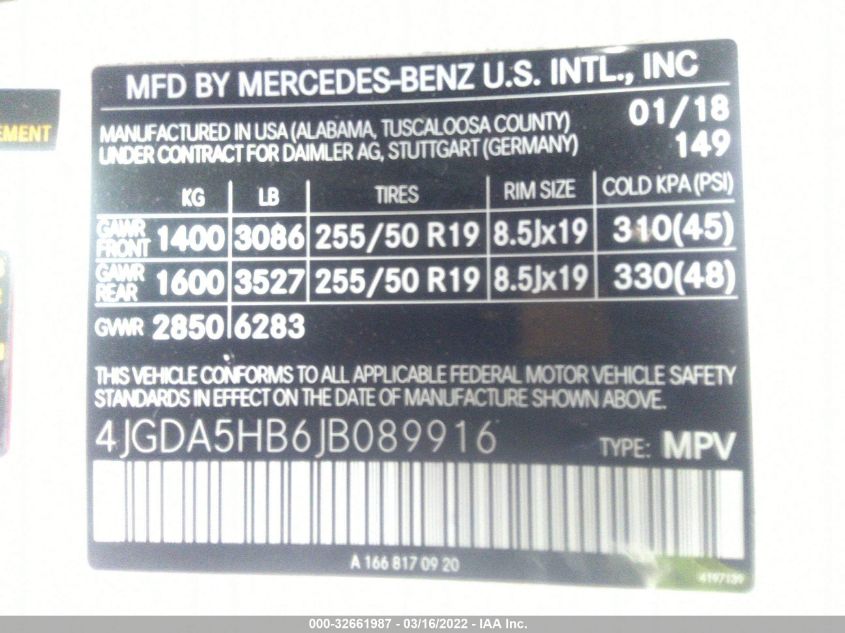 MFD BY MERCEDES-BENZ U.S. INTL., INC
MANUFACTURED IN USA (ALABAMA, TUSCALOOSA COUNTY) 01/18
UNDER CONTRACT FOR DAIMLER AG, STUTTGART (GERMANY) 149
EMENT
KG LB TIRES RIM SIZE COLD KPA (PSI)
GAWR FRONT 1400 3086 255/50 R19 8.5Jx19 310(45)
GAWR REAR 1600 3527 255/50 R19 8.5Jx19 330(48)
GVWR 2850 6283
THIS VEHICLE CONFORMS TO ALL APPLICABLE FEDERAL MOTOR VEHICLE SAFETY
STANDARDS IN EFFECT ON THE DATE OF MANUFACTURE SHOWN ABOVE.
4JGDA5HB6JB089916 TYPE: MPV
A 166 817 09 20
4197139
000-32661987 - 03/16/2022 - IAA Inc.